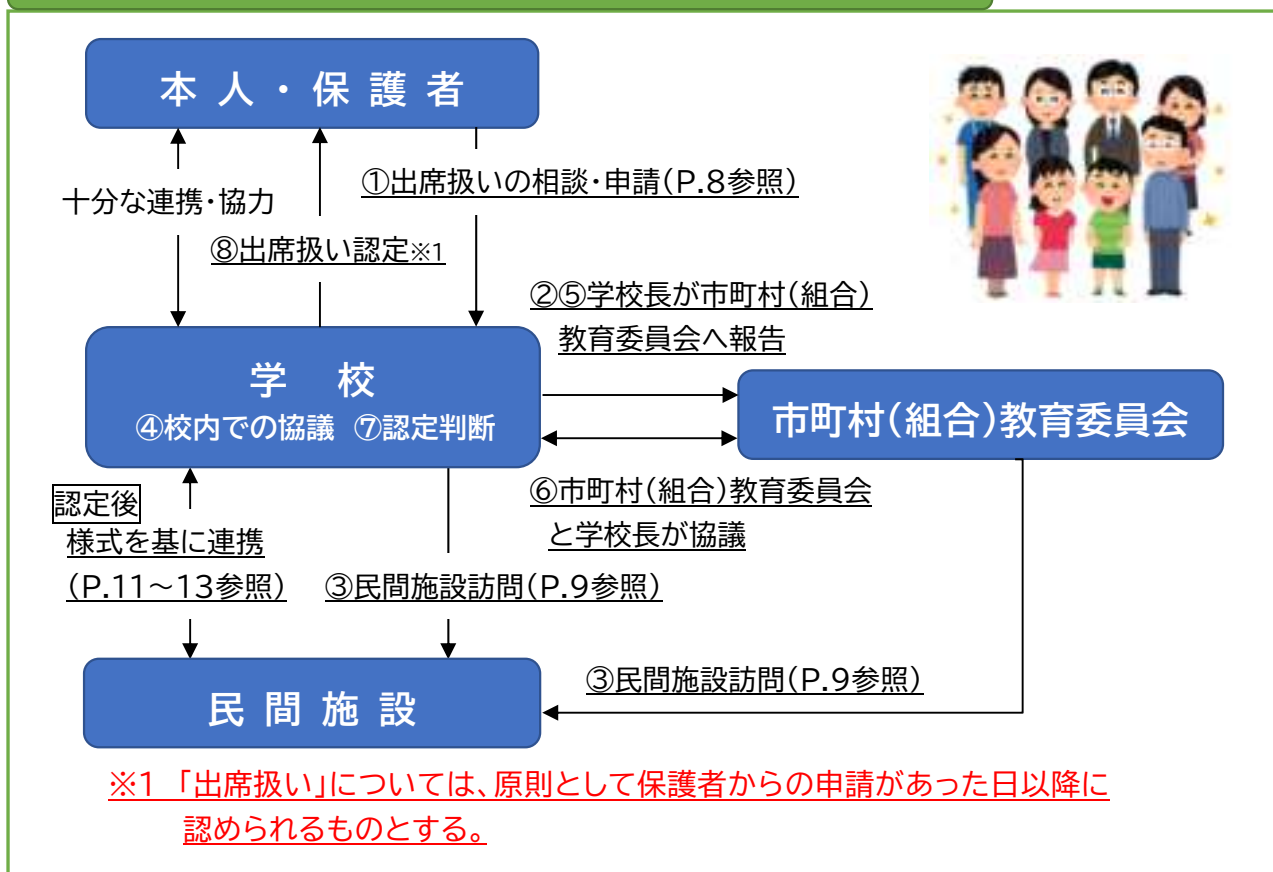 本人・保護者
十分な連携・協力
①出席扱いの相談・申請(P.8参照)
⑧出席扱い認定※1
②⑤学校長が市町村(組合)
教育委員会へ報告
学　校
④校内での協議 ⑦認定判断
市町村(組合)教育委員会
⑥市町村(組合)教育委員会
と学校長が協議
認定後
様式を基に連携
(P.11～13参照)
③民間施設訪問(P.9参照)
③民間施設訪問(P.9参照)
民間施設
※1　「出席扱い」については、原則として保護者からの申請があった日以降に
認められるものとする。